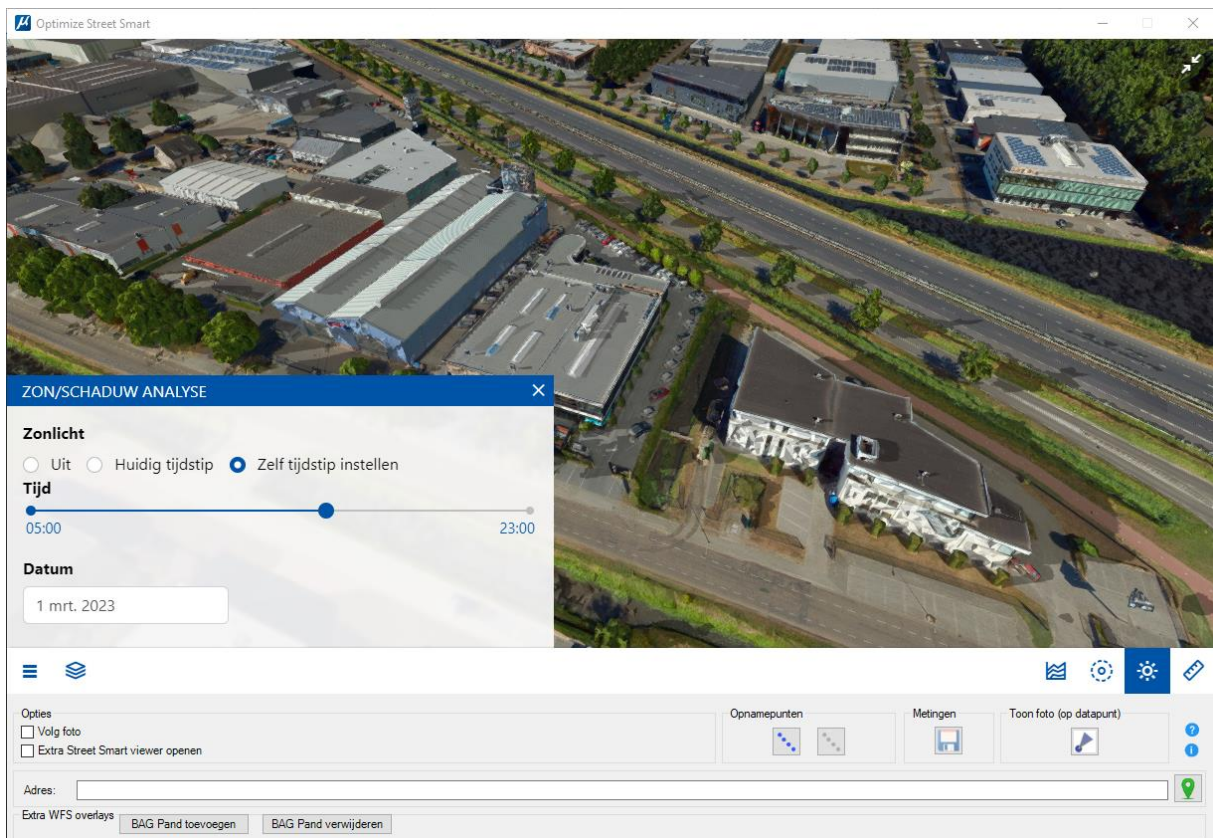 Optimize Street Smart
ZON/SCHADUW ANALYSE
Zonlicht
Uit Huidig tijdstip Zelf tijdstip instellen
Tijd
05:00 23:00
Datum
1 mrt. 2023
Opties Opnamepunten Metingen Toon foto (op datapunt)
Volg foto
Extra Street Smart viewer openen
Adres:
Extra WFS overlays BAG Pand toevoegen BAG Pand verwijderen